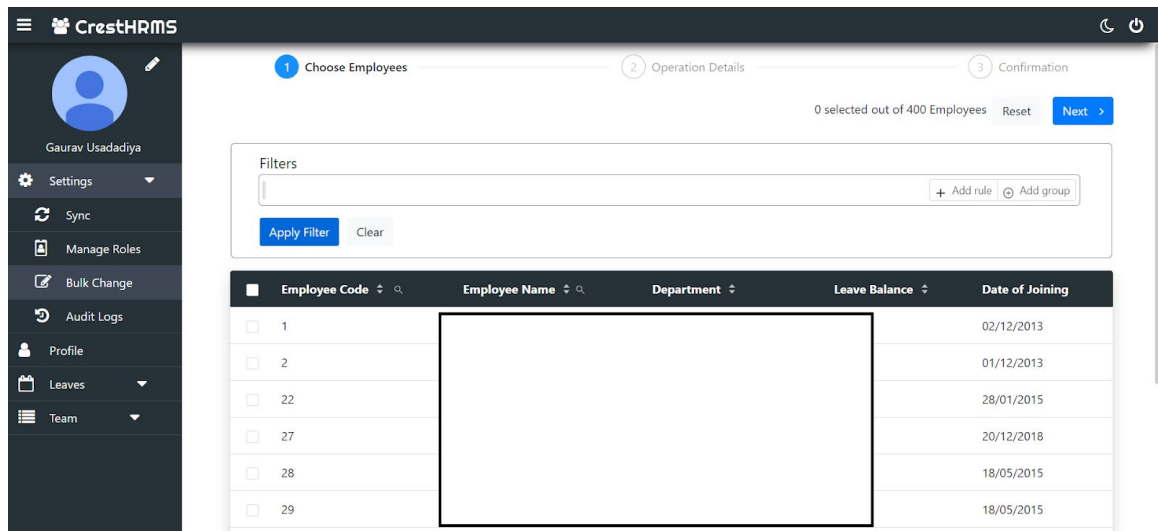 CrestHRMS
Gaurav Usadadiya
Settings
Sync
Manage Roles
Bulk Change
Audit Logs
Profile
Leaves
Team
1 Choose Employees 2 Operation Details 3 Confirmation
0 selected out of 400 Employees Reset Next >
Filters
+ Add rule Add group
Apply Filter Clear
Employee Code Employee Name Department Leave Balance Date of Joining
1 02/12/2013
2 01/12/2013
22 28/01/2015
27 20/12/2018
28 18/05/2015
29 18/05/2015